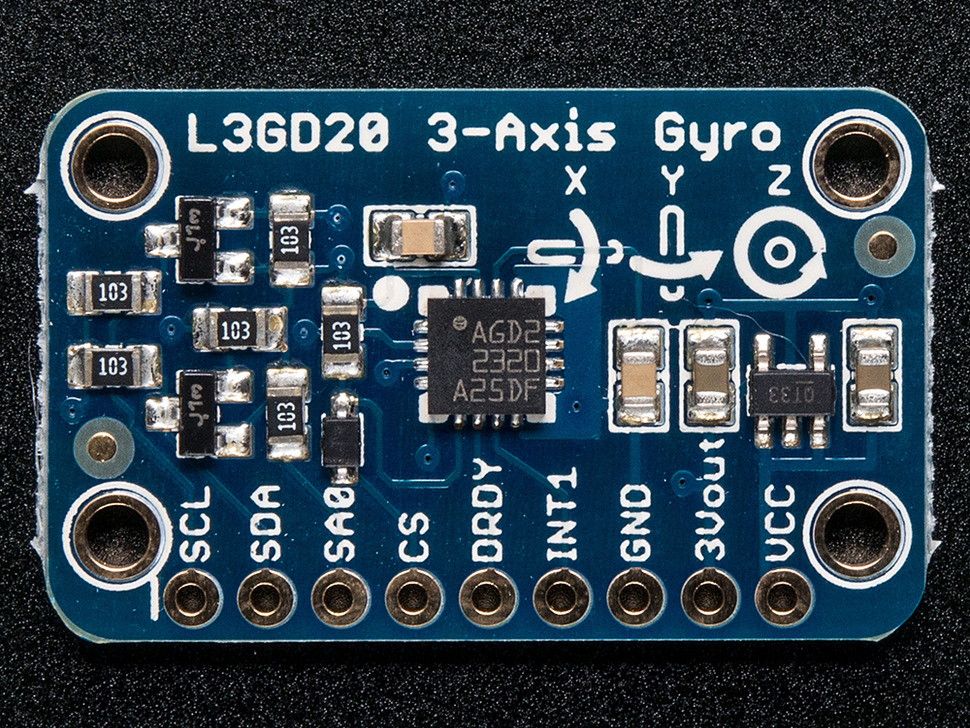 L3GD20 3-Axis Gyro
X Y Z
103
103
103
103
103
103
AGD2
2320
A25DF
SCL SDA SA0 CS DRDY INT1 GND 3Vout VCC